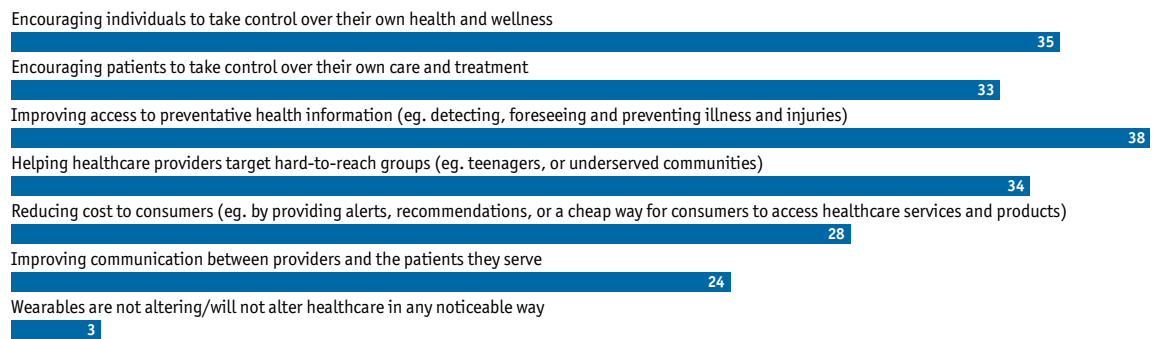 Encouraging individuals to take control over their own health and wellness
35
Encouraging patients to take control over their own care and treatment
33
Improving access to preventative health information (eg. detecting, foreseeing and preventing illness and injuries)
38
Helping healthcare providers target hard-to-reach groups (eg. teenagers, or underserved communities)
34
Reducing cost to consumers (eg. by providing alerts, recommendations, or a cheap way for consumers to access healthcare services and products)
28
Improving communication between providers and the patients they serve
24
Wearables are not altering/will not alter healthcare in any noticeable way
3